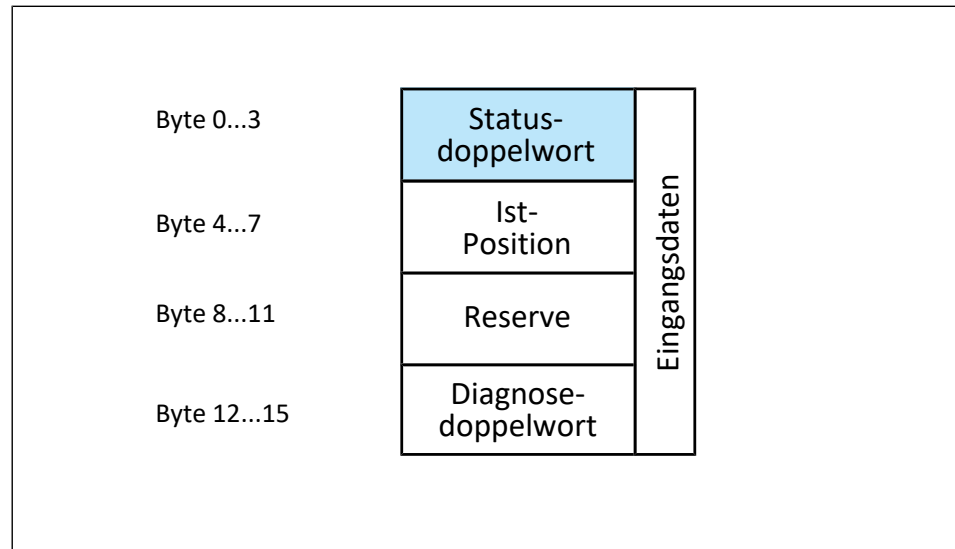 Byte 0...3
Status-
doppelwort
Byte 4...7
Ist-
Position
Byte 8...11
Reserve
Byte 12...15
Diagnose-
doppelwort
Eingangsdaten